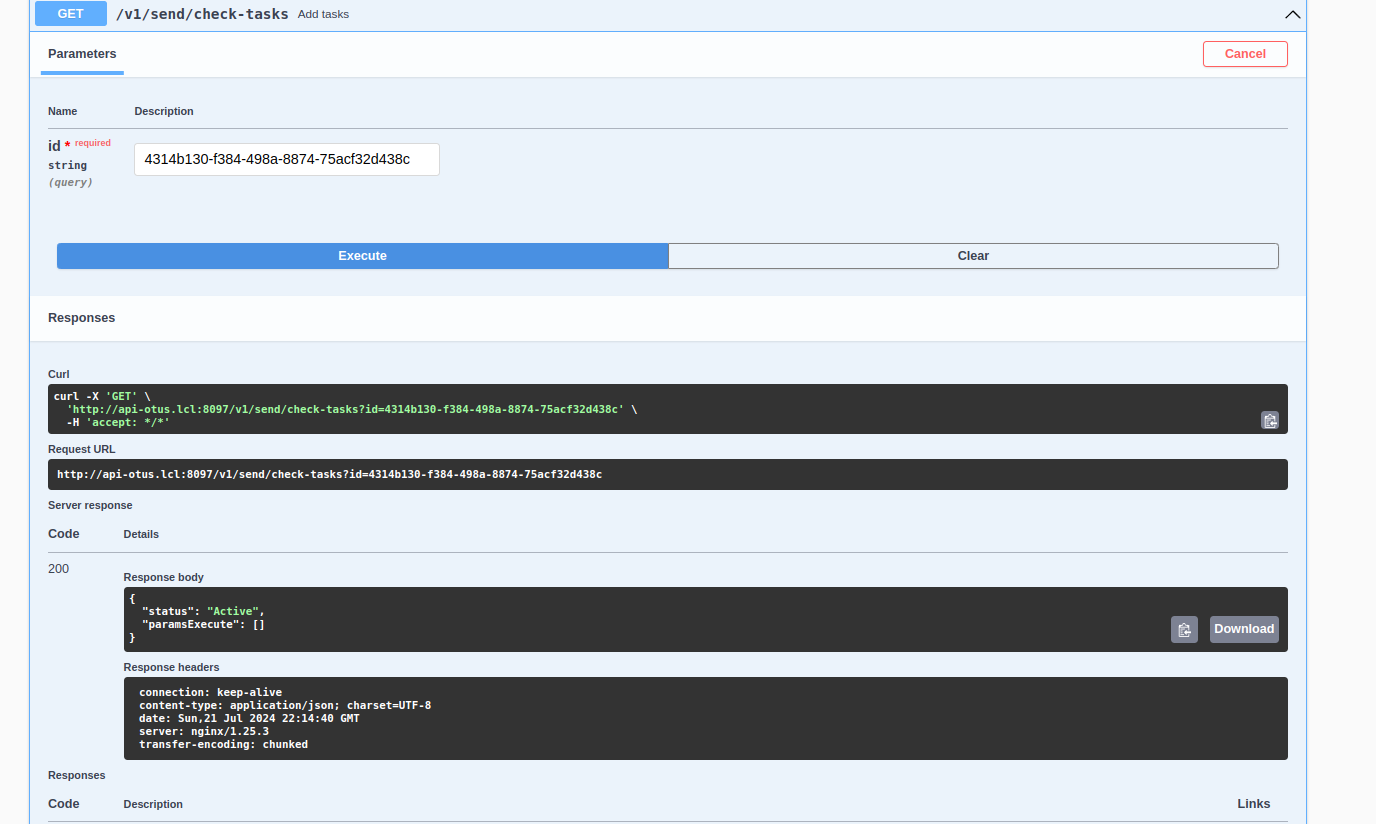 GET /v1/send/check-tasks Add tasks
Parameters Cancel
Name Description
id * required
4314b130-f384-498a-8874-75acf32d438c
string
(query)
Execute Clear
Responses
Curl
curl -X 'GET' \
'http://api-otus.lcl:8097/v1/send/check-tasks?id=4314b130-f384-498a-8874-75acf32d438c' \
-H 'accept: */*'
Request URL
http://api-otus.lcl:8097/v1/send/check-tasks?id=4314b130-f384-498a-8874-75acf32d438c
Server response
Code Details
200
Response body
{
"status": "Active",
"paramsExecute": []
}
Download
Response headers
connection: keep-alive
content-type: application/json; charset=UTF-8
date: Sun,21 Jul 2024 22:14:40 GMT
server: nginx/1.25.3
transfer-encoding: chunked
Responses
Code Description Links